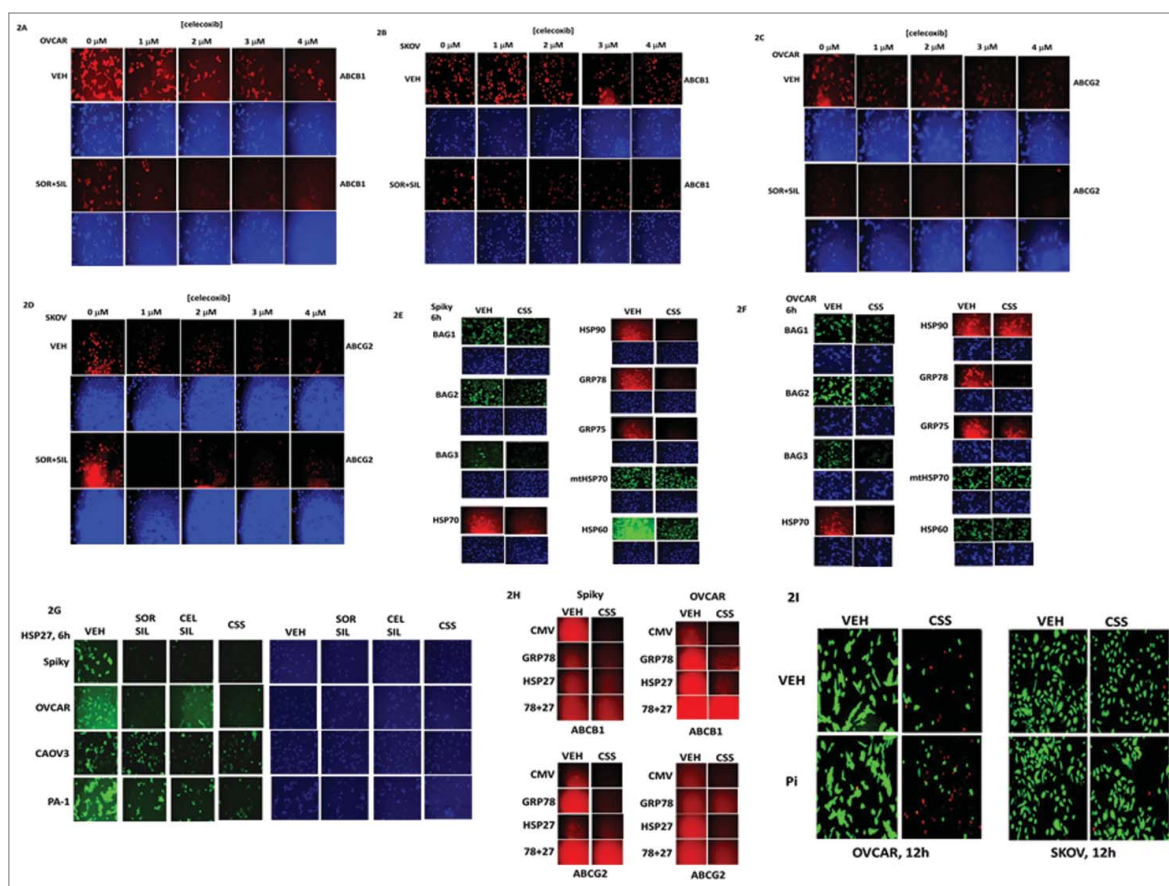 2A
[celecoxib]
OVCAR 0 μM 1 μM 2 μM 3 μM 4 μM
VEH ABCB1
SOR+SIL ABCB1
2B
[celecoxib]
SKOV 0 μM 1 μM 2 μM 3 μM 4 μM
VEH ABCB1
SOR+SIL ABCB1
2C
[celecoxib]
OVCAR 0 μM 1 μM 2 μM 3 μM 4 μM
VEH ABCG2
SOR+SIL ABCG2
2D
[celecoxib]
SKOV 0 μM 1 μM 2 μM 3 μM 4 μM
VEH ABCG2
SOR+SIL ABCG2
2E
Spiky
6h
VEH CSS
BAG1
BAG2
BAG3
HSP70
VEH CSS
HSP90
GRP78
GRP75
mtHSP70
HSP60
2F
OVCAR
6h
VEH CSS
BAG1
BAG2
BAG3
HSP70
VEH CSS
HSP90
GRP78
GRP75
mtHSP70
HSP60
2G
HSP27, 6h
VEH SOR SIL CEL SIL CSS VEH SOR SIL CEL SIL CSS
Spiky
OVCAR
CAOV3
PA-1
2H
Spiky
VEH CSS
CMV
GRP78
HSP27
78+27
ABCB1
OVCAR
VEH CSS
CMV
GRP78
HSP27
78+27
ABCB1
VEH CSS
CMV
GRP78
HSP27
78+27
ABCG2
VEH CSS
CMV
GRP78
HSP27
78+27
ABCG2
2I
VEH CSS VEH CSS
VEH
Pi
OVCAR, 12h SKOV, 12h